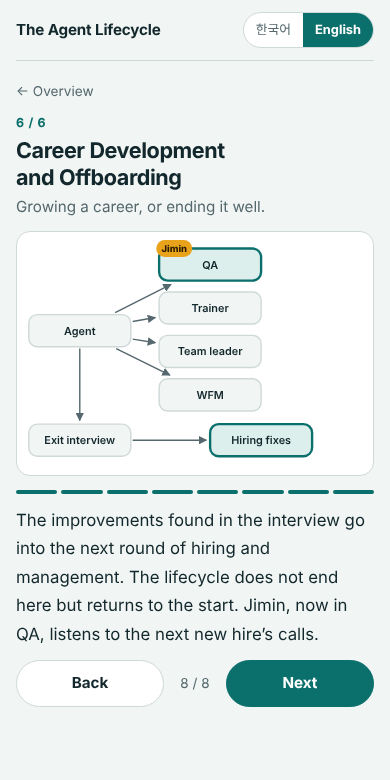 The Agent Lifecycle
한국어
English
← Overview
6 / 6
Career Development
and Offboarding
Growing a career, or ending it well.
Jimin
QA
Trainer
Agent
Team leader
WFM
Exit interview
Hiring fixes
The improvements found in the interview go
into the next round of hiring and
management. The lifecycle does not end
here but returns to the start. Jimin, now in
QA, listens to the next new hire’s calls.
Back
8 / 8
Next